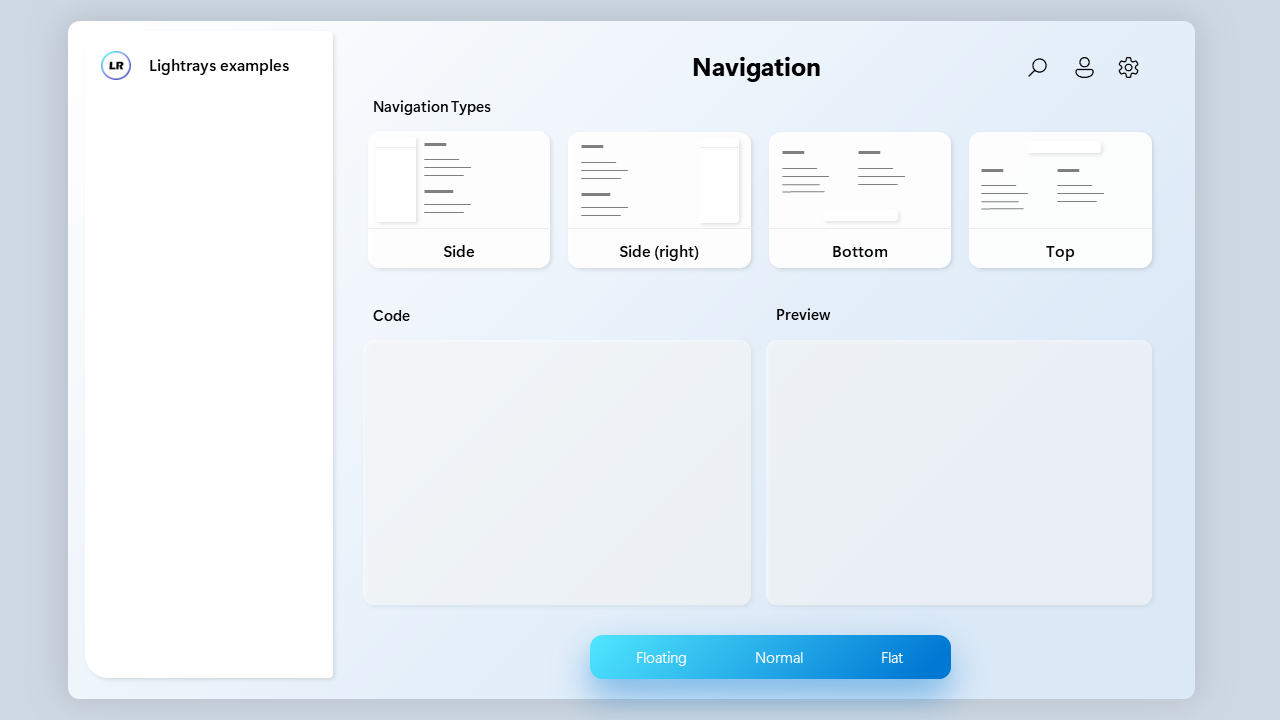 LR
Lightrays examples
Navigation
Navigation Types
Side
Side (right)
Bottom
Top
Code
Preview
Floating
Normal
Flat